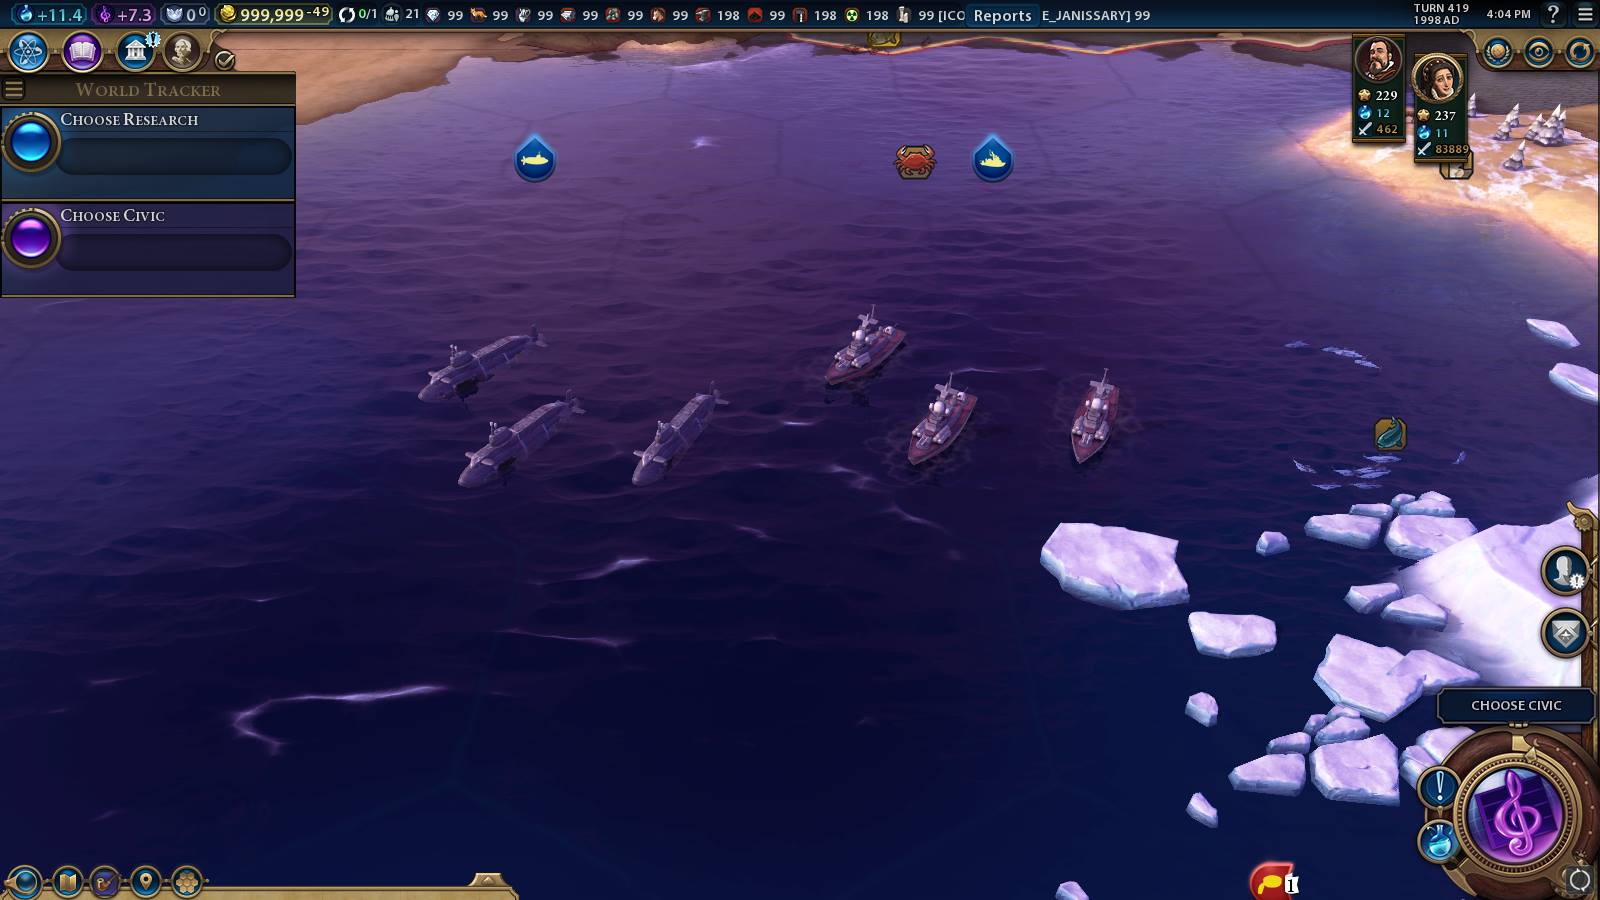 +11.4 +7.3 0 0 999,999 -49 0/1 21 99 99 99 99 99 99 198 99 198 198 99 [ICO Reports E_JANISSARY] 99
TURN 419
1998 AD
4:04 PM
?
WORLD TRACKER
CHOOSE RESEARCH
CHOOSE CIVIC
229
12
462
237
11
83889
CHOOSE CIVIC
1